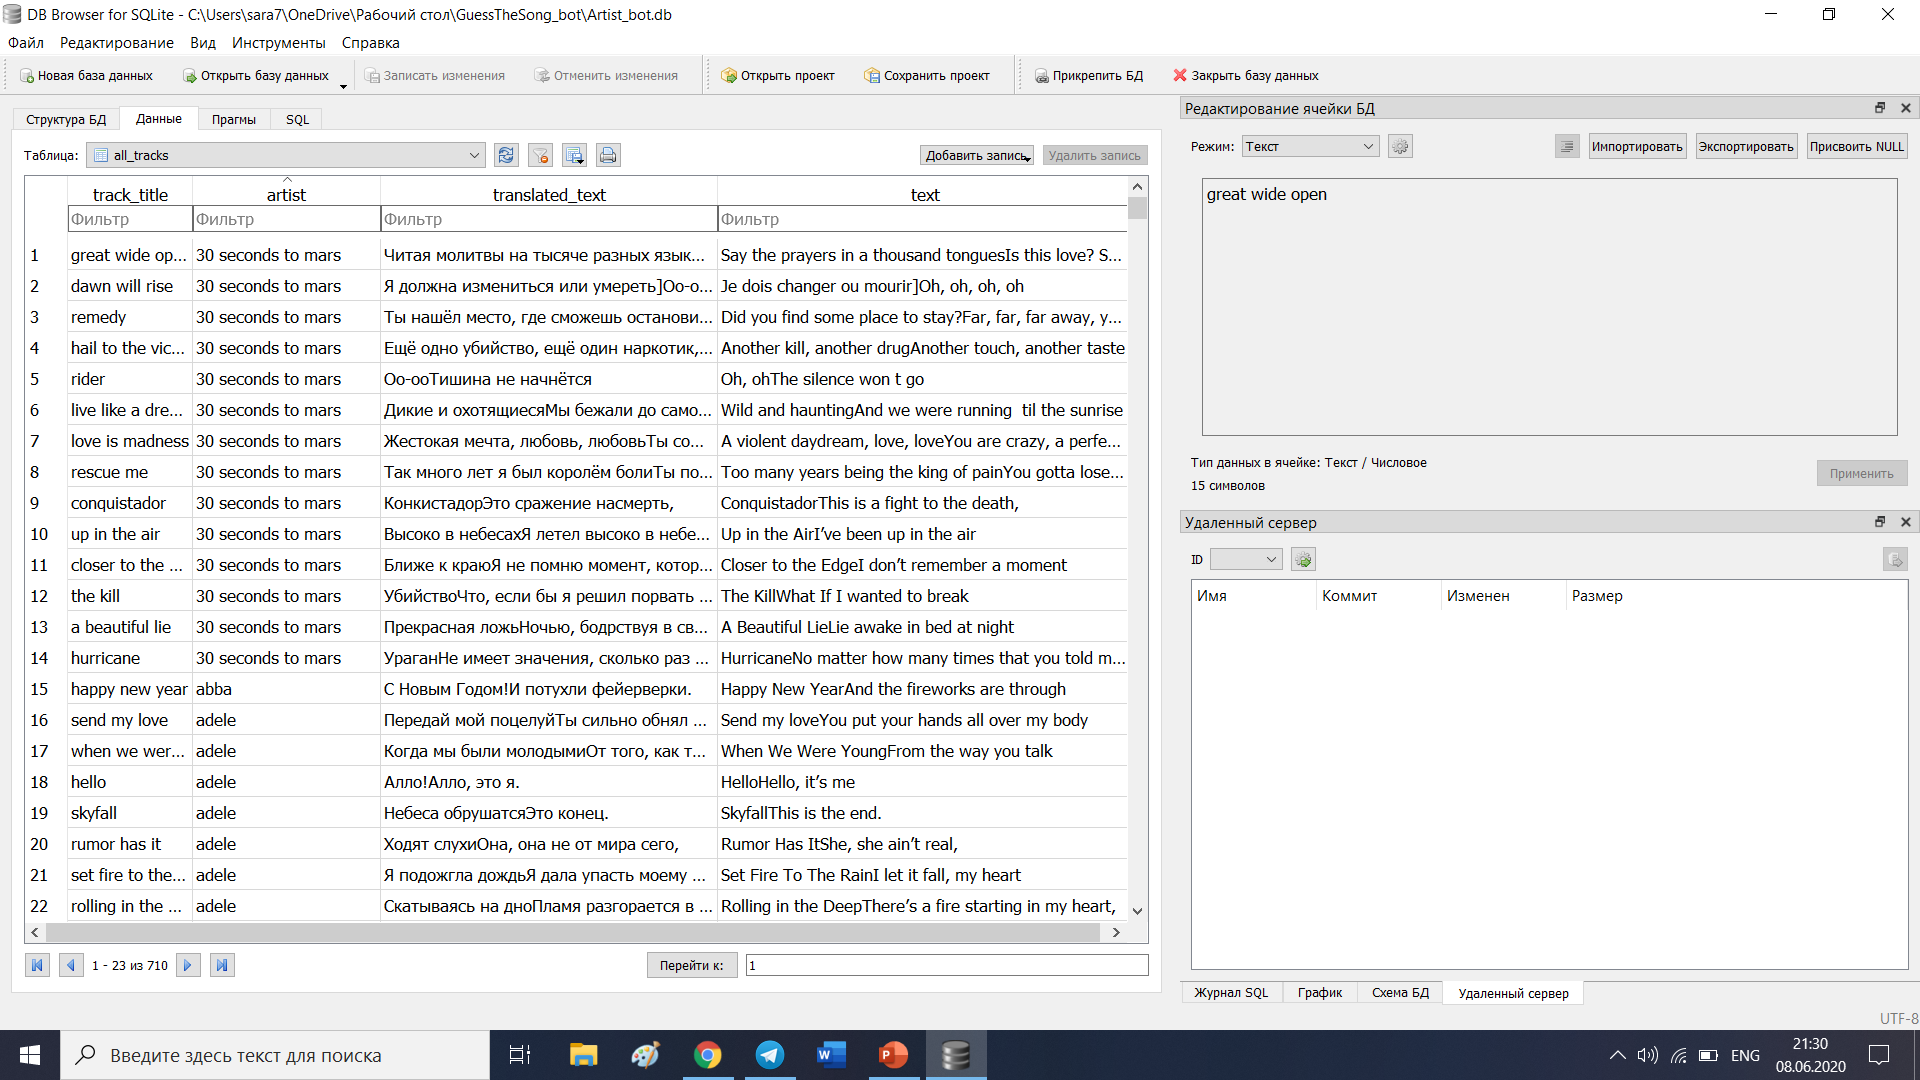 DB Browser for SQLite - C:\Users\sara7\OneDrive\Рабочий стол\GuessTheSong_bot\Artist_bot.db
Файл Редактирование Вид Инструменты Справка
Новая база данных Открыть базу данных Записать изменения Отменить изменения Открыть проект Сохранить проект Прикрепить БД Закрыть базу данных
Структура БД Данные Прагмы SQL
Таблица: all_tracks Добавить запись Удалить запись
track_title artist translated_text text
Фильтр Фильтр Фильтр Фильтр
1 great wide op... 30 seconds to mars Читая молитвы на тысяче разных язык... Say the prayers in a thousand tonguesIs this love? S...
2 dawn will rise 30 seconds to mars Я должна измениться или умереть]Оо-о... Je dois changer ou mourir]Oh, oh, oh, oh
3 remedy 30 seconds to mars Ты нашёл место, где сможешь останови... Did you find some place to stay?Far, far, far away, y...
4 hail to the vic... 30 seconds to mars Ещё одно убийство, ещё один наркотик,... Another kill, another drugAnother touch, another taste
5 rider 30 seconds to mars Оо-ооТишина не начнётся Oh, ohThe silence won t go
6 live like a dre... 30 seconds to mars Дикие и охотящиесяМы бежали до само... Wild and hauntingAnd we were running  til the sunrise
7 love is madness 30 seconds to mars Жестокая мечта, любовь, любовьТы со... A violent daydream, love, loveYou are crazy, a perfe...
8 rescue me 30 seconds to mars Так много лет я был королём болиТы по... Too many years being the king of painYou gotta lose...
9 conquistador 30 seconds to mars КонкистадорЭто сражение насмерть, ConquistadorThis is a fight to the death,
10 up in the air 30 seconds to mars Высоко в небесахЯ летел высоко в небе... Up in the AirI’ve been up in the air
11 closer to the ... 30 seconds to mars Ближе к краюЯ не помню момент, котор... Closer to the EdgeI don’t remember a moment
12 the kill 30 seconds to mars УбийствоЧто, если бы я решил порвать ... The KillWhat If I wanted to break
13 a beautiful lie 30 seconds to mars Прекрасная ложьНочью, бодрствуя в св... A Beautiful LieLie awake in bed at night
14 hurricane 30 seconds to mars УраганНе имеет значения, сколько раз ... HurricaneNo matter how many times that you told m...
15 happy new year abba С Новым Годом!И потухли фейерверки. Happy New YearAnd the fireworks are through
16 send my love adele Передай мой поцелуйТы сильно обнял ... Send my loveYou put your hands all over my body
17 when we wer... adele Когда мы были молодымиОт того, как т... When We Were YoungFrom the way you talk
18 hello adele Алло!Алло, это я. HelloHello, it’s me
19 skyfall adele Небеса обрушатсяЭто конец. SkyfallThis is the end.
20 rumor has it adele Ходят слухиОна, она не от мира сего, Rumor Has ItShe, she ain’t real,
21 set fire to the... adele Я подожгла дождьЯ дала упасть моему ... Set Fire To The RainI let it fall, my heart
22 rolling in the ... adele Скатываясь на дноПламя разгорается в ... Rolling in the DeepThere’s a fire starting in my heart,
1 - 23 из 710 Перейти к: 1
Редактирование ячейки БД
Режим: Текст Импортировать Экспортировать Присвоить NULL
great wide open
Тип данных в ячейке: Текст / Числовое
15 символов
Применить
Удаленный сервер
ID
Имя Коммит Изменен Размер
Журнал SQL График Схема БД Удаленный сервер
UTF-8
Введите здесь текст для поиска
ENG
21:30
08.06.2020